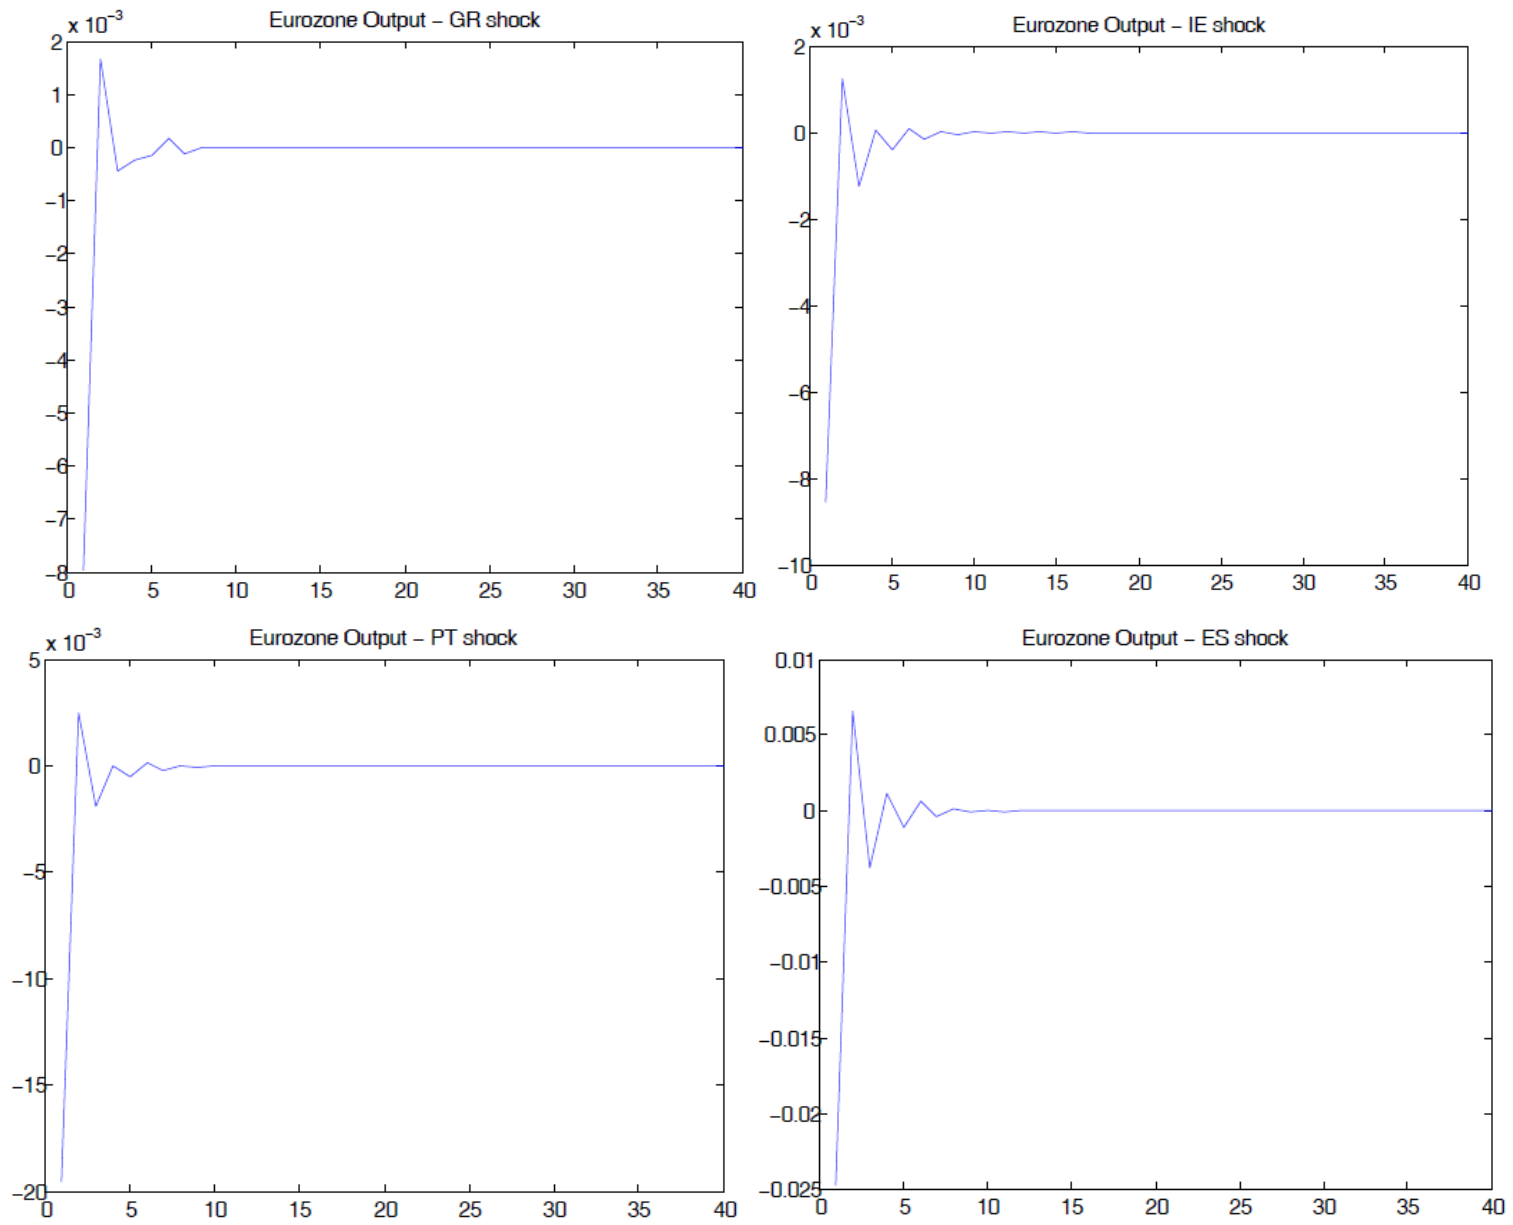 Eurozone Output – GR shock
x 10⁻³
2
1
0
−1
−2
−3
−4
−5
−6
−7
−8
0 5 10 15 20 25 30 35 40
Eurozone Output – IE shock
x 10⁻³
2
0
−2
−4
−6
−8
−10
0 5 10 15 20 25 30 35 40
Eurozone Output – PT shock
x 10⁻³
5
0
−5
−10
−15
−20
0 5 10 15 20 25 30 35 40
Eurozone Output – ES shock
0.01
0.005
0
−0.005
−0.01
−0.015
−0.02
−0.025
0 5 10 15 20 25 30 35 40